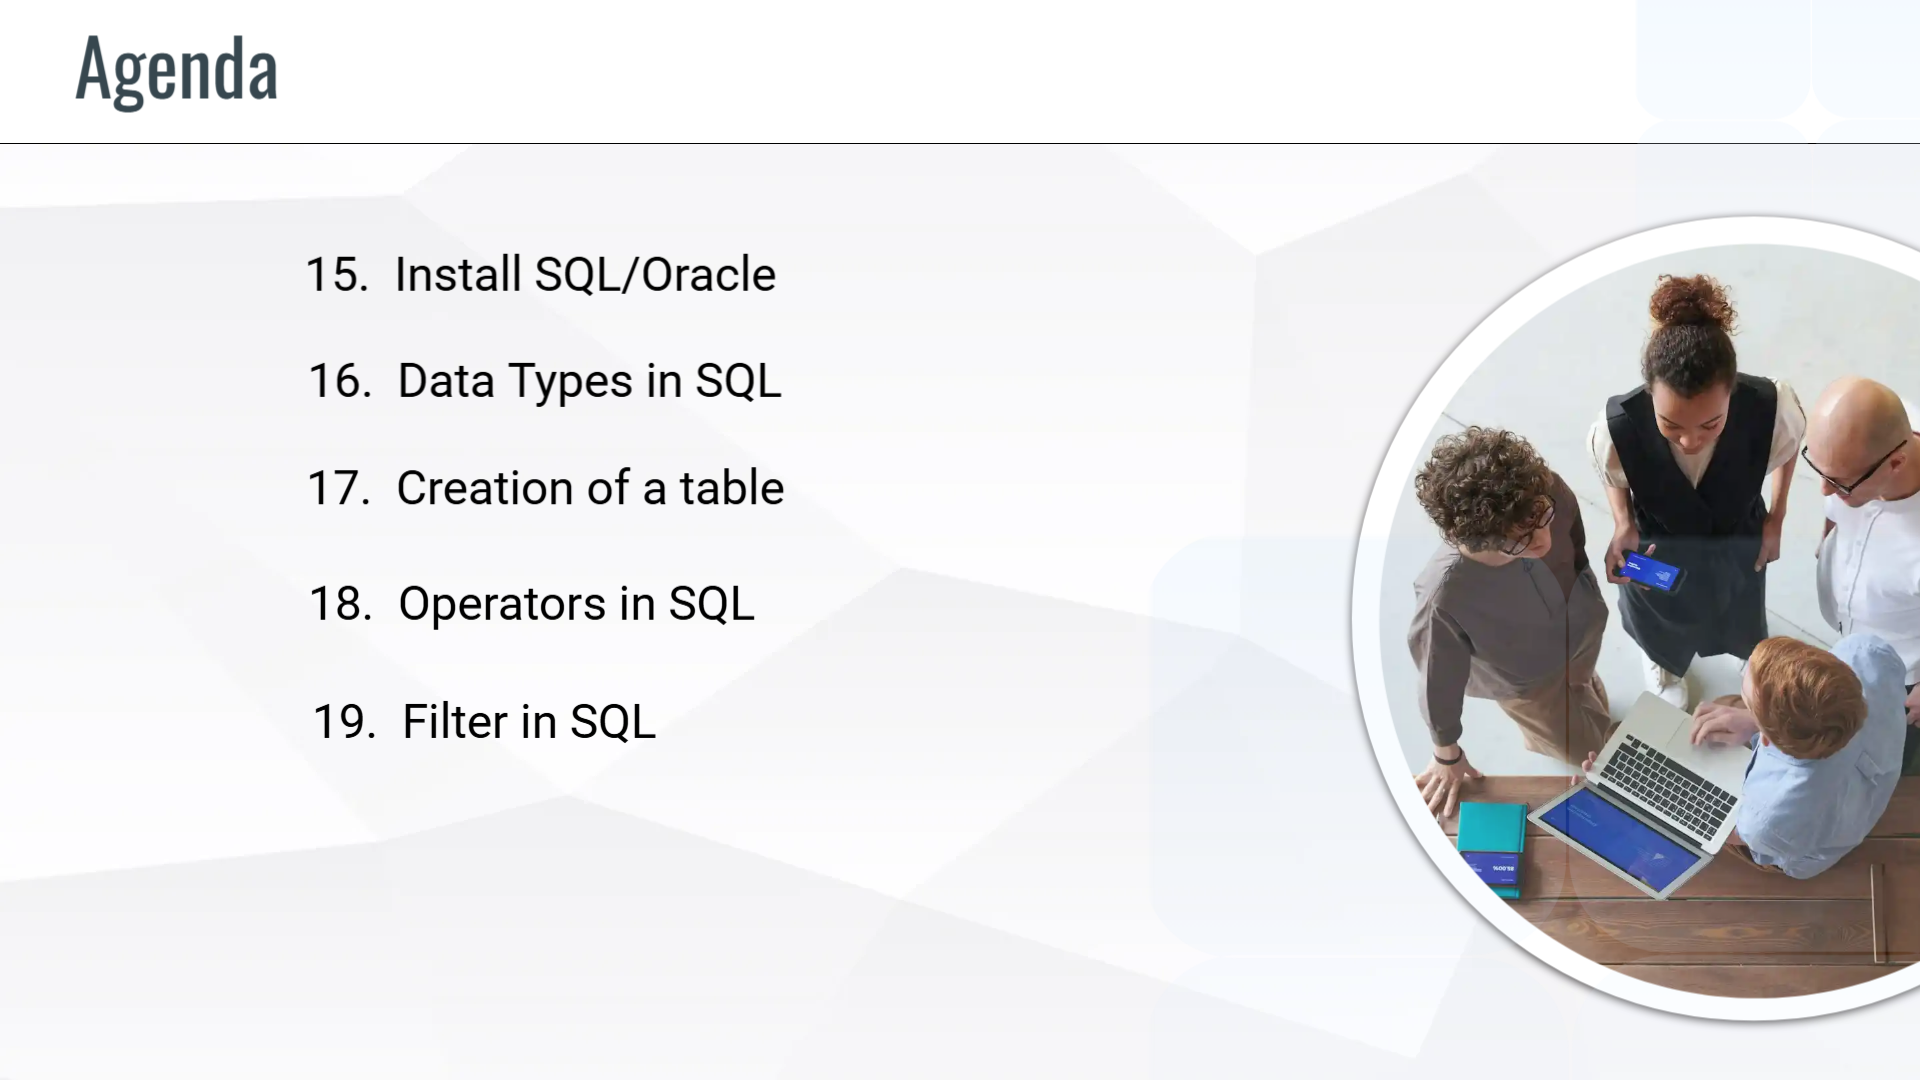 Agenda
15. Install SQL/Oracle
16. Data Types in SQL
17. Creation of a table
18. Operators in SQL
19. Filter in SQL